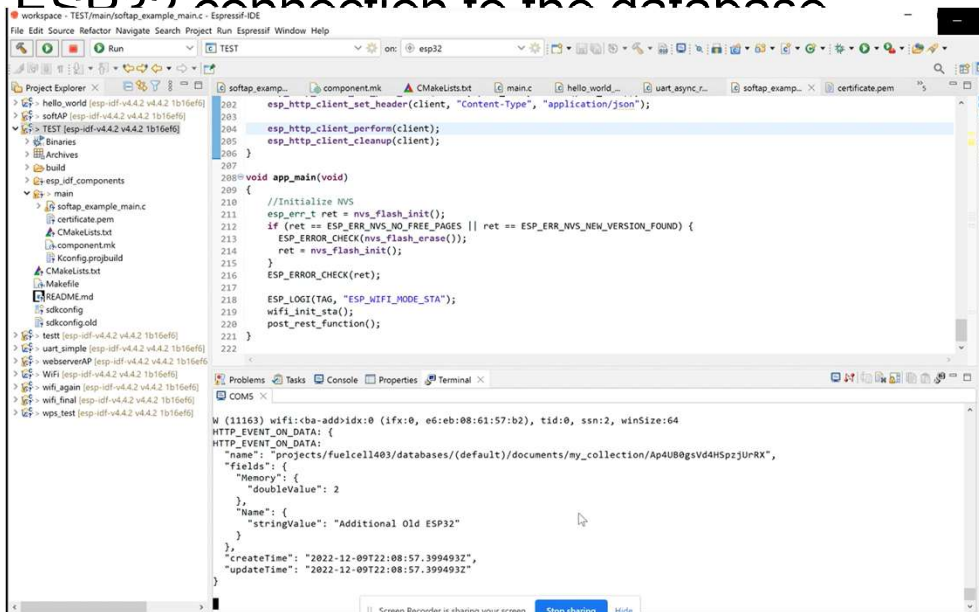 ESP32 connection to the database
workspace - TEST/main/softap_example_main.c - Espressif-IDE
File Edit Source Refactor Navigate Search Project Run Espressif Window Help
Run
TEST
on:
esp32
Project Explorer
softap_examp...
component.mk
CMakeLists.txt
main.c
hello_world_...
uart_async_r...
softap_examp...
certificate.pem
> hello_world [esp-idf-v4.4.2 v4.4.2 1b16ef6]
> softAP [esp-idf-v4.4.2 v4.4.2 1b16ef6]
> TEST [esp-idf-v4.4.2 v4.4.2 1b16ef6]
Binaries
Archives
build
esp_idf_components
> main
softap_example_main.c
certificate.pem
CMakeLists.txt
component.mk
Kconfig.projbuild
CMakeLists.txt
Makefile
README.md
sdkconfig
sdkconfig.old
> testt [esp-idf-v4.4.2 v4.4.2 1b16ef6]
> uart_simple [esp-idf-v4.4.2 v4.4.2 1b16ef6]
> webserverAP [esp-idf-v4.4.2 v4.4.2 1b16ef6
> WiFi [esp-idf-v4.4.2 v4.4.2 1b16ef6]
> wifi_again [esp-idf-v4.4.2 v4.4.2 1b16ef6]
> wifi_final [esp-idf-v4.4.2 v4.4.2 1b16ef6]
> wps_test [esp-idf-v4.4.2 v4.4.2 1b16ef6]
202 esp_http_client_set_header(client, "Content-Type", "application/json");
203
204 esp_http_client_perform(client);
205 esp_http_client_cleanup(client);
206 }
207
208 void app_main(void)
209 {
210 //Initialize NVS
211 esp_err_t ret = nvs_flash_init();
212 if (ret == ESP_ERR_NVS_NO_FREE_PAGES || ret == ESP_ERR_NVS_NEW_VERSION_FOUND) {
213 ESP_ERROR_CHECK(nvs_flash_erase());
214 ret = nvs_flash_init();
215 }
216 ESP_ERROR_CHECK(ret);
217
218 ESP_LOGI(TAG, "ESP_WIFI_MODE_STA");
219 wifi_init_sta();
220 post_rest_function();
221 }
222
Problems
Tasks
Console
Properties
Terminal
COM5
W (11163) wifi:<ba-add>idx:0 (ifx:0, e6:eb:08:61:57:b2), tid:0, ssn:2, winSize:64
HTTP_EVENT_ON_DATA: {
HTTP_EVENT_ON_DATA:
"name": "projects/fuelcell403/databases/(default)/documents/my_collection/Ap4UB0gsVd4HSpzjUrRX",
"fields": {
"Memory": {
"doubleValue": 2
},
"Name": {
"stringValue": "Additional Old ESP32"
}
},
"createTime": "2022-12-09T22:08:57.399493Z",
"updateTime": "2022-12-09T22:08:57.399493Z"
}
Screen Recorder is sharing your screen.
Stop sharing
Hide